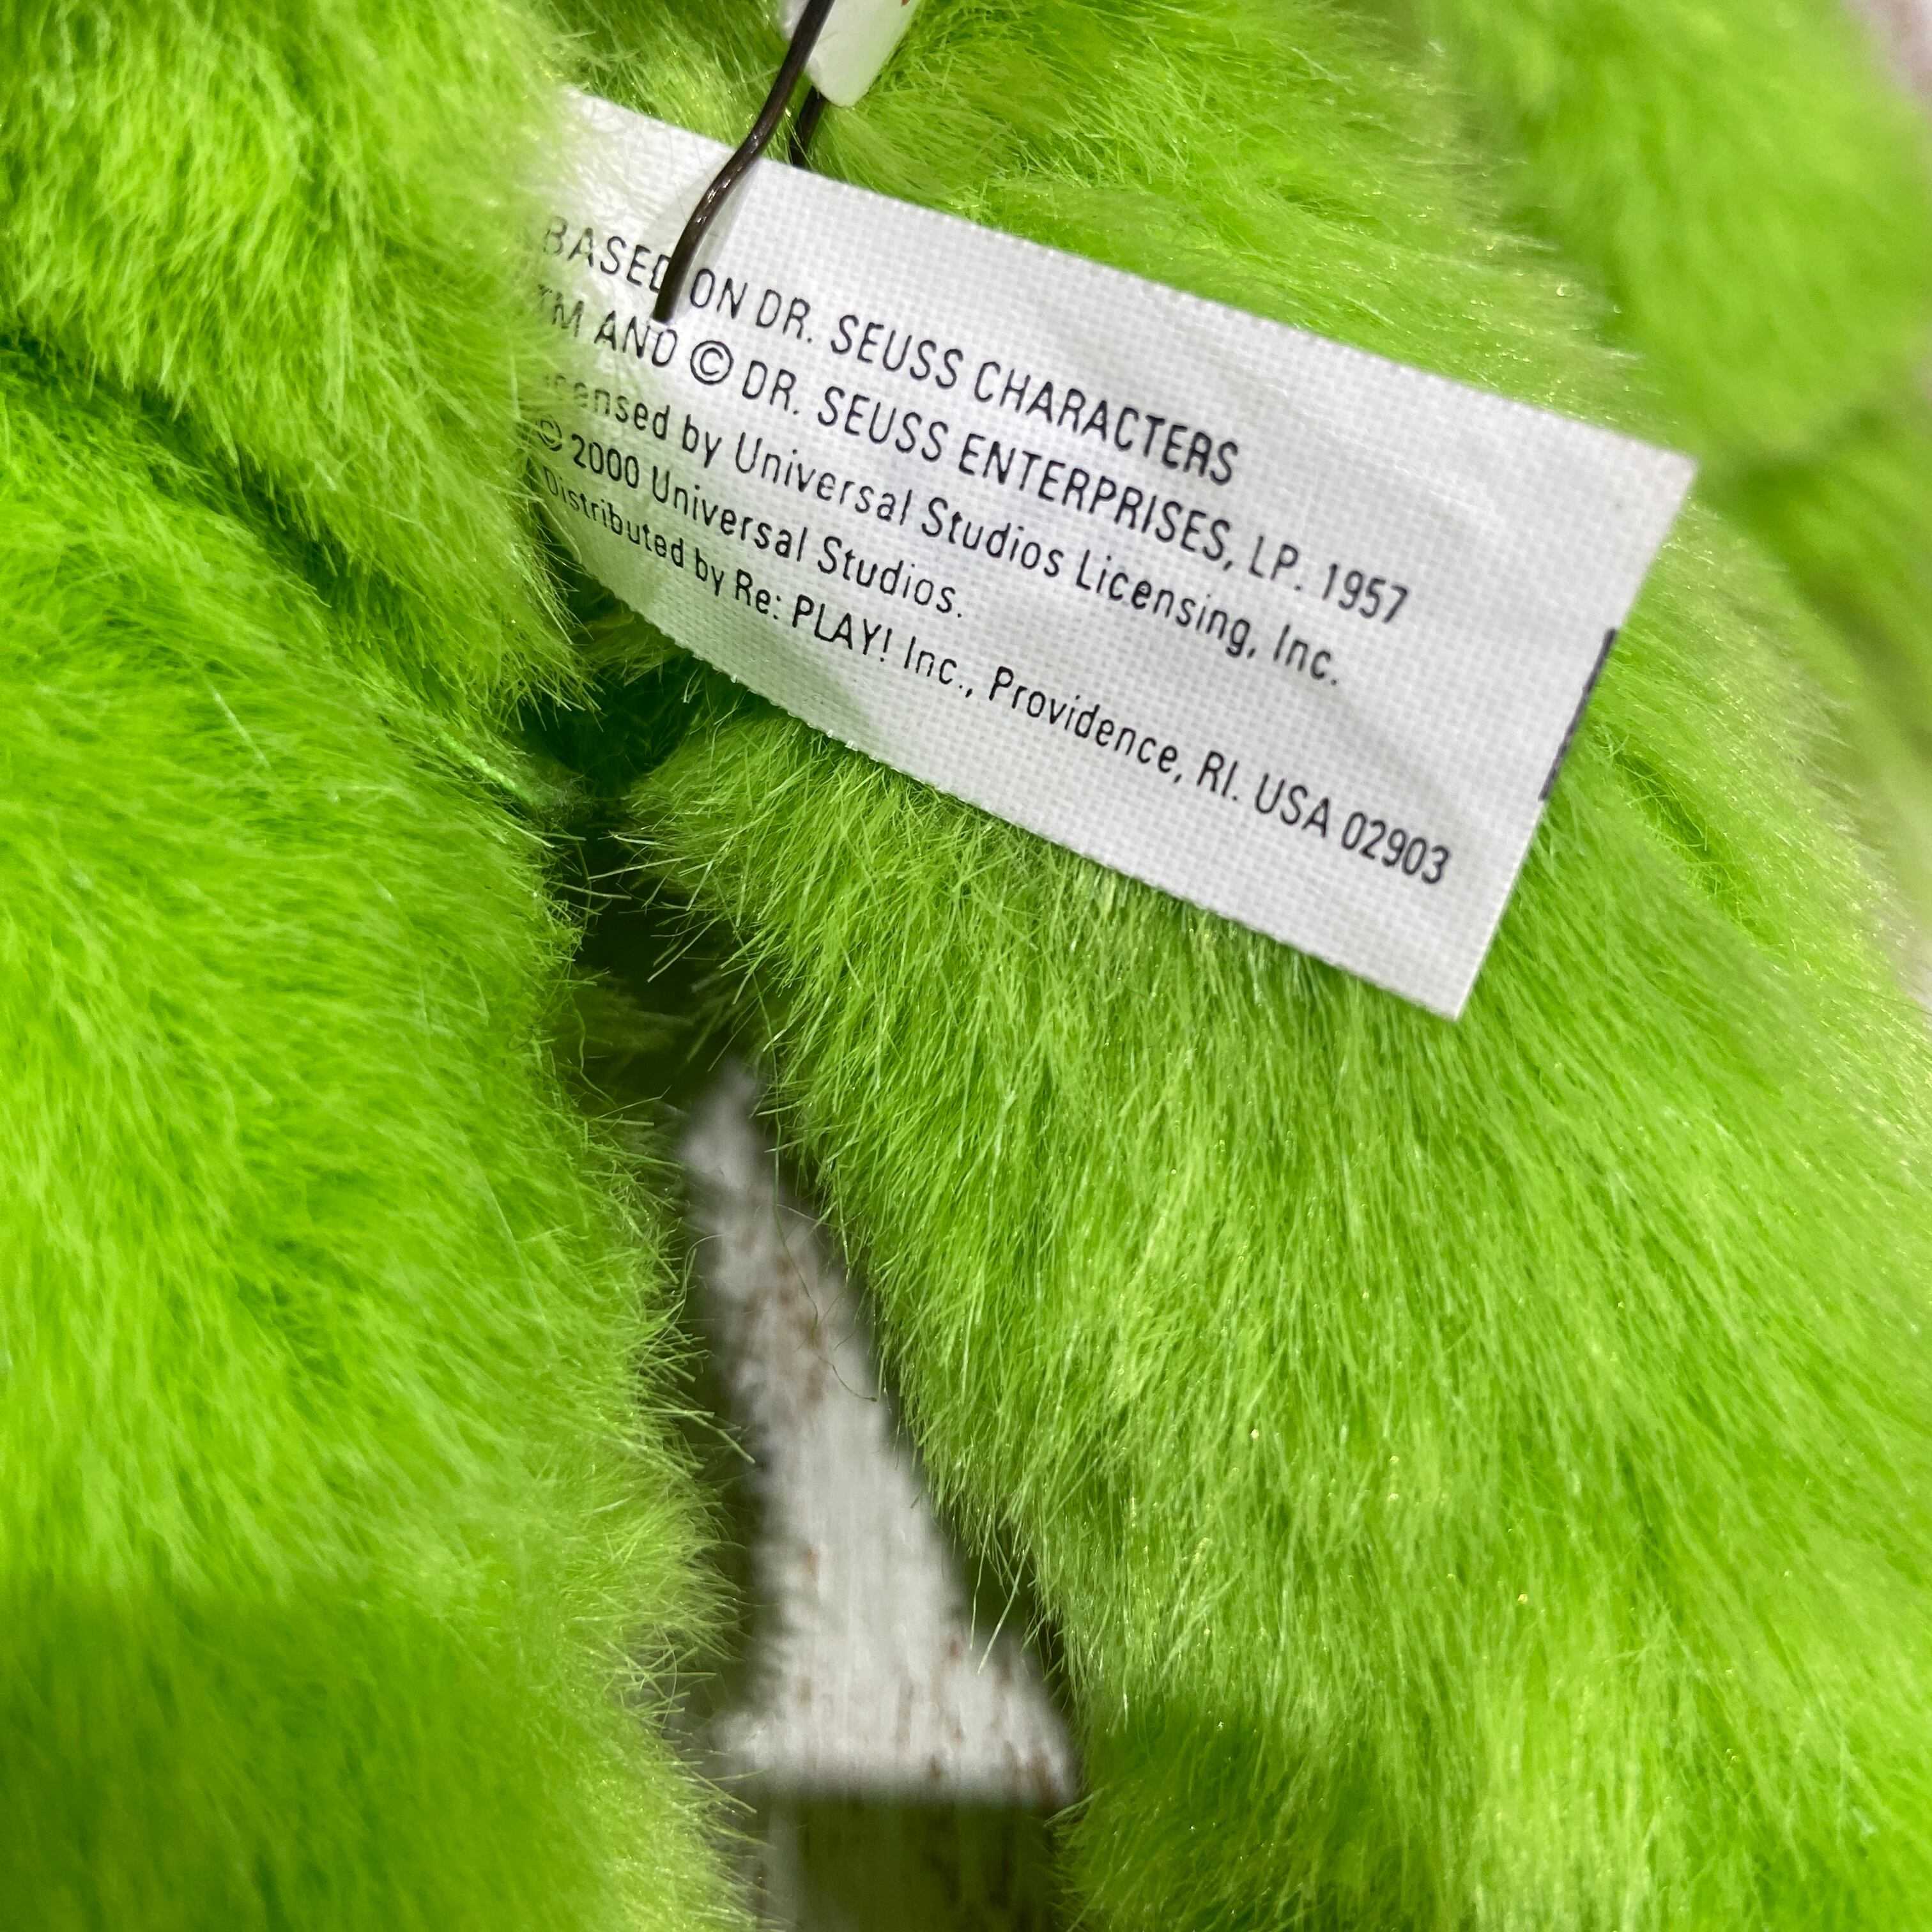 BASED ON DR. SEUSS CHARACTERS
TM AND © DR. SEUSS ENTERPRISES, LP. 1957
icensed by Universal Studios Licensing, Inc.
© 2000 Universal Studios.
Distributed by Re: PLAY! Inc., Providence, RI. USA 02903